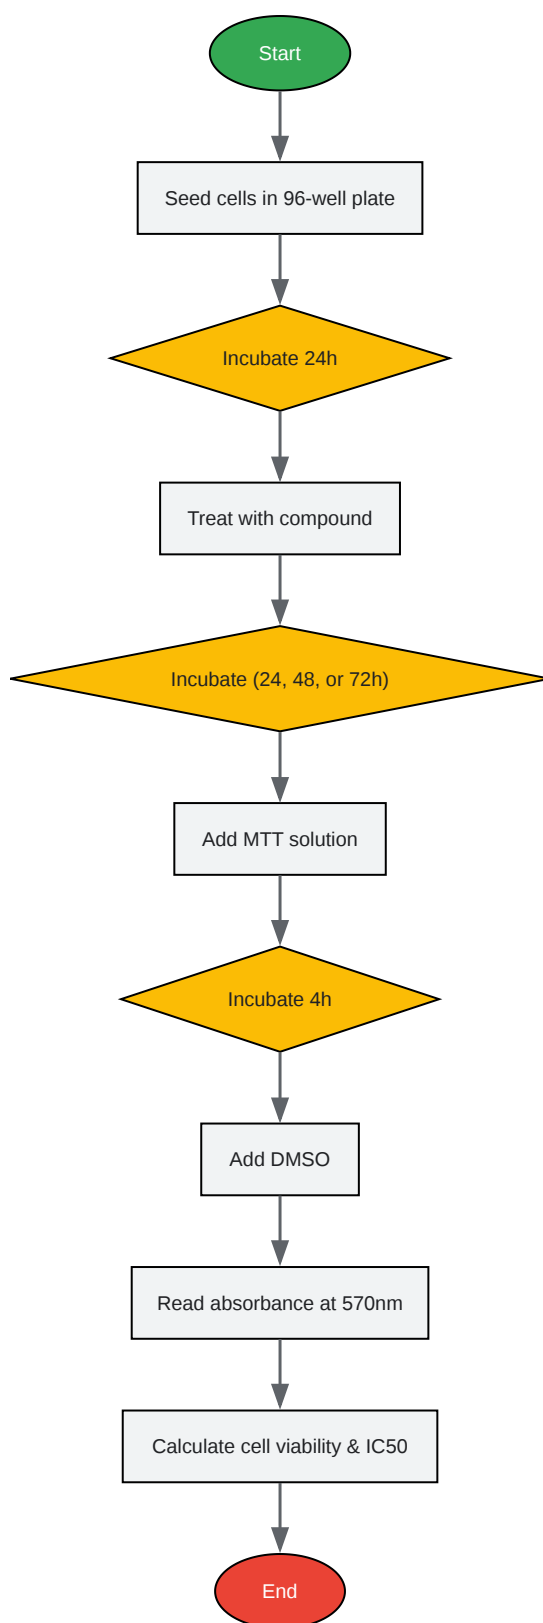 Start
Seed cells in 96-well plate
Incubate 24h
Treat with compound
Incubate (24, 48, or 72h)
Add MTT solution
Incubate 4h
Add DMSO
Read absorbance at 570nm
Calculate cell viability & IC50
End